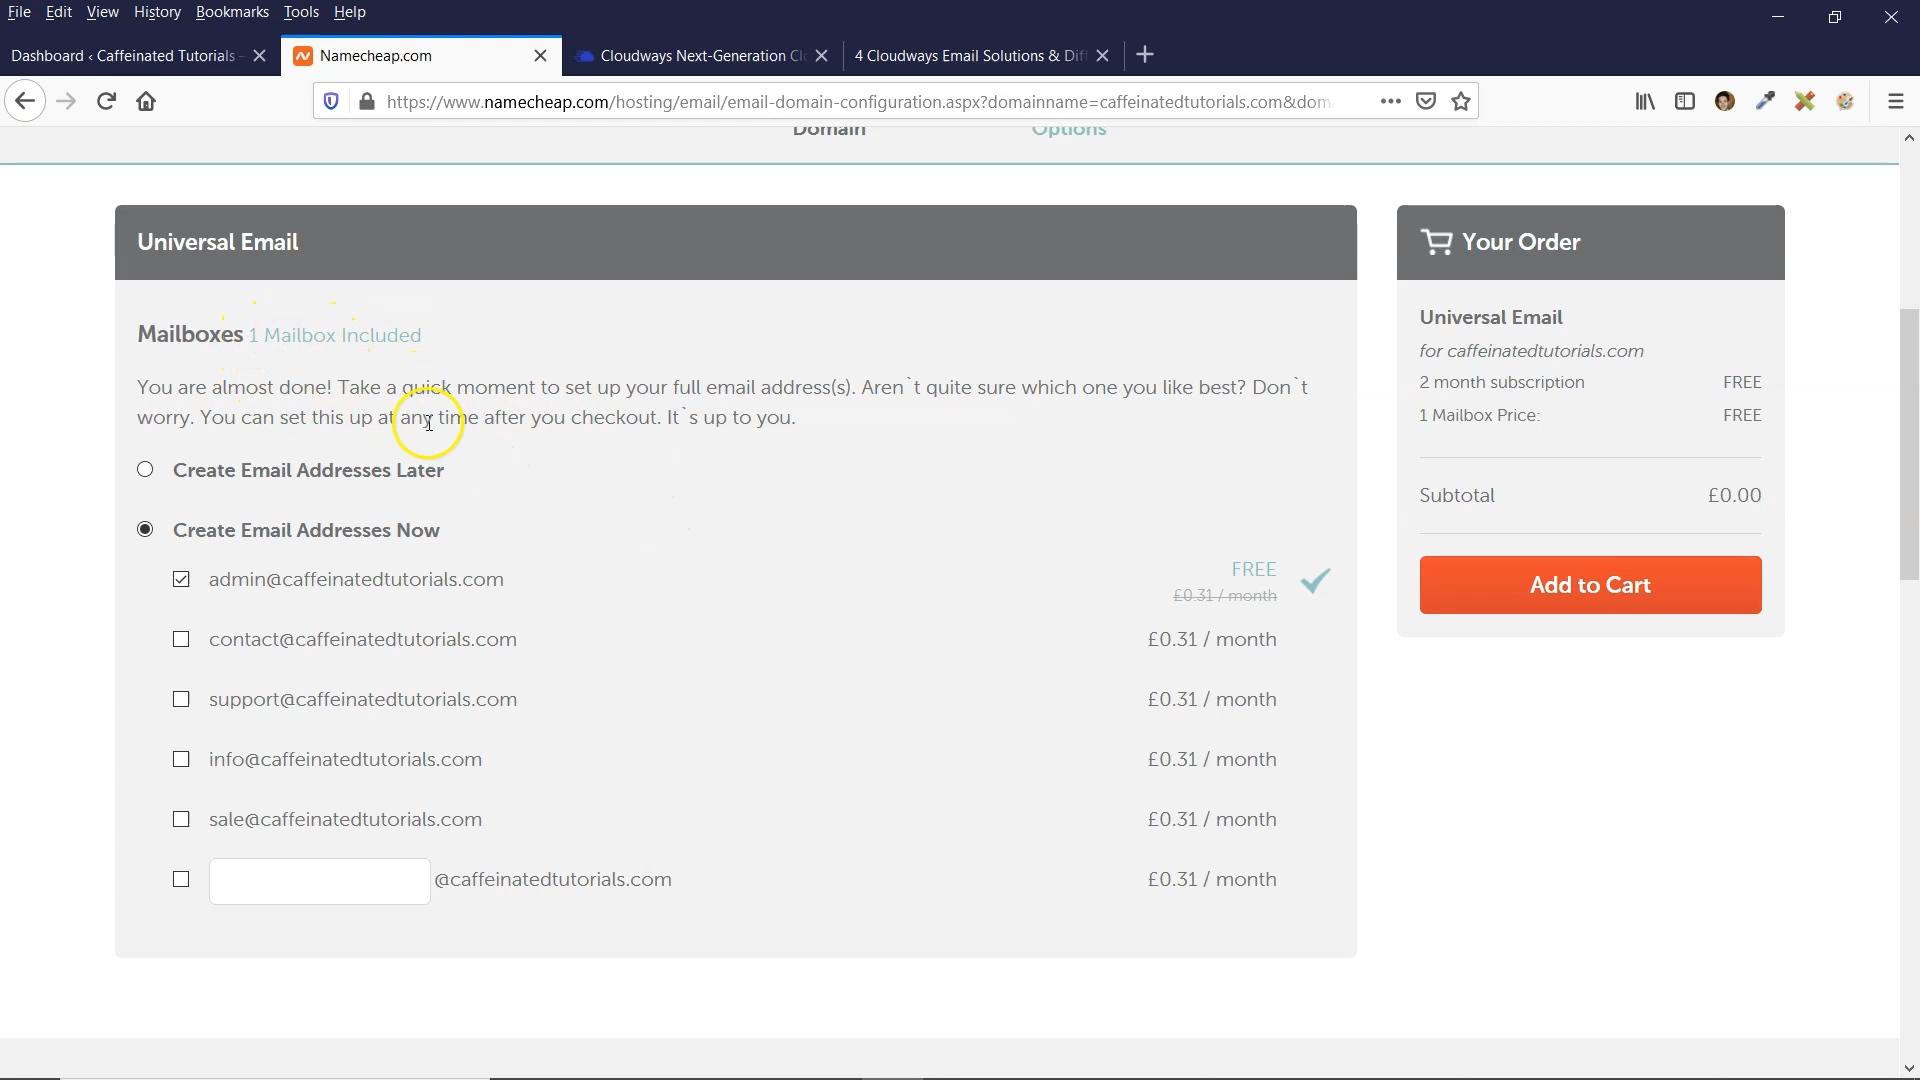 File Edit View History Bookmarks Tools Help
Dashboard ‹ Caffeinated Tutorials –
Namecheap.com
Cloudways Next-Generation Cl
4 Cloudways Email Solutions & Diff
https://www.namecheap.com/hosting/email/email-domain-configuration.aspx?domainname=caffeinatedtutorials.com&dom
Domain
Options
Universal Email
Mailboxes 1 Mailbox Included
You are almost done! Take a quick moment to set up your full email address(s). Aren`t quite sure which one you like best? Don`t
worry. You can set this up at any time after you checkout. It`s up to you.
Create Email Addresses Later
Create Email Addresses Now
admin@caffeinatedtutorials.com
FREE
£0.31 / month
contact@caffeinatedtutorials.com £0.31 / month
support@caffeinatedtutorials.com £0.31 / month
info@caffeinatedtutorials.com £0.31 / month
sale@caffeinatedtutorials.com £0.31 / month
@caffeinatedtutorials.com £0.31 / month
Your Order
Universal Email
for caffeinatedtutorials.com
2 month subscription FREE
1 Mailbox Price: FREE
Subtotal £0.00
Add to Cart